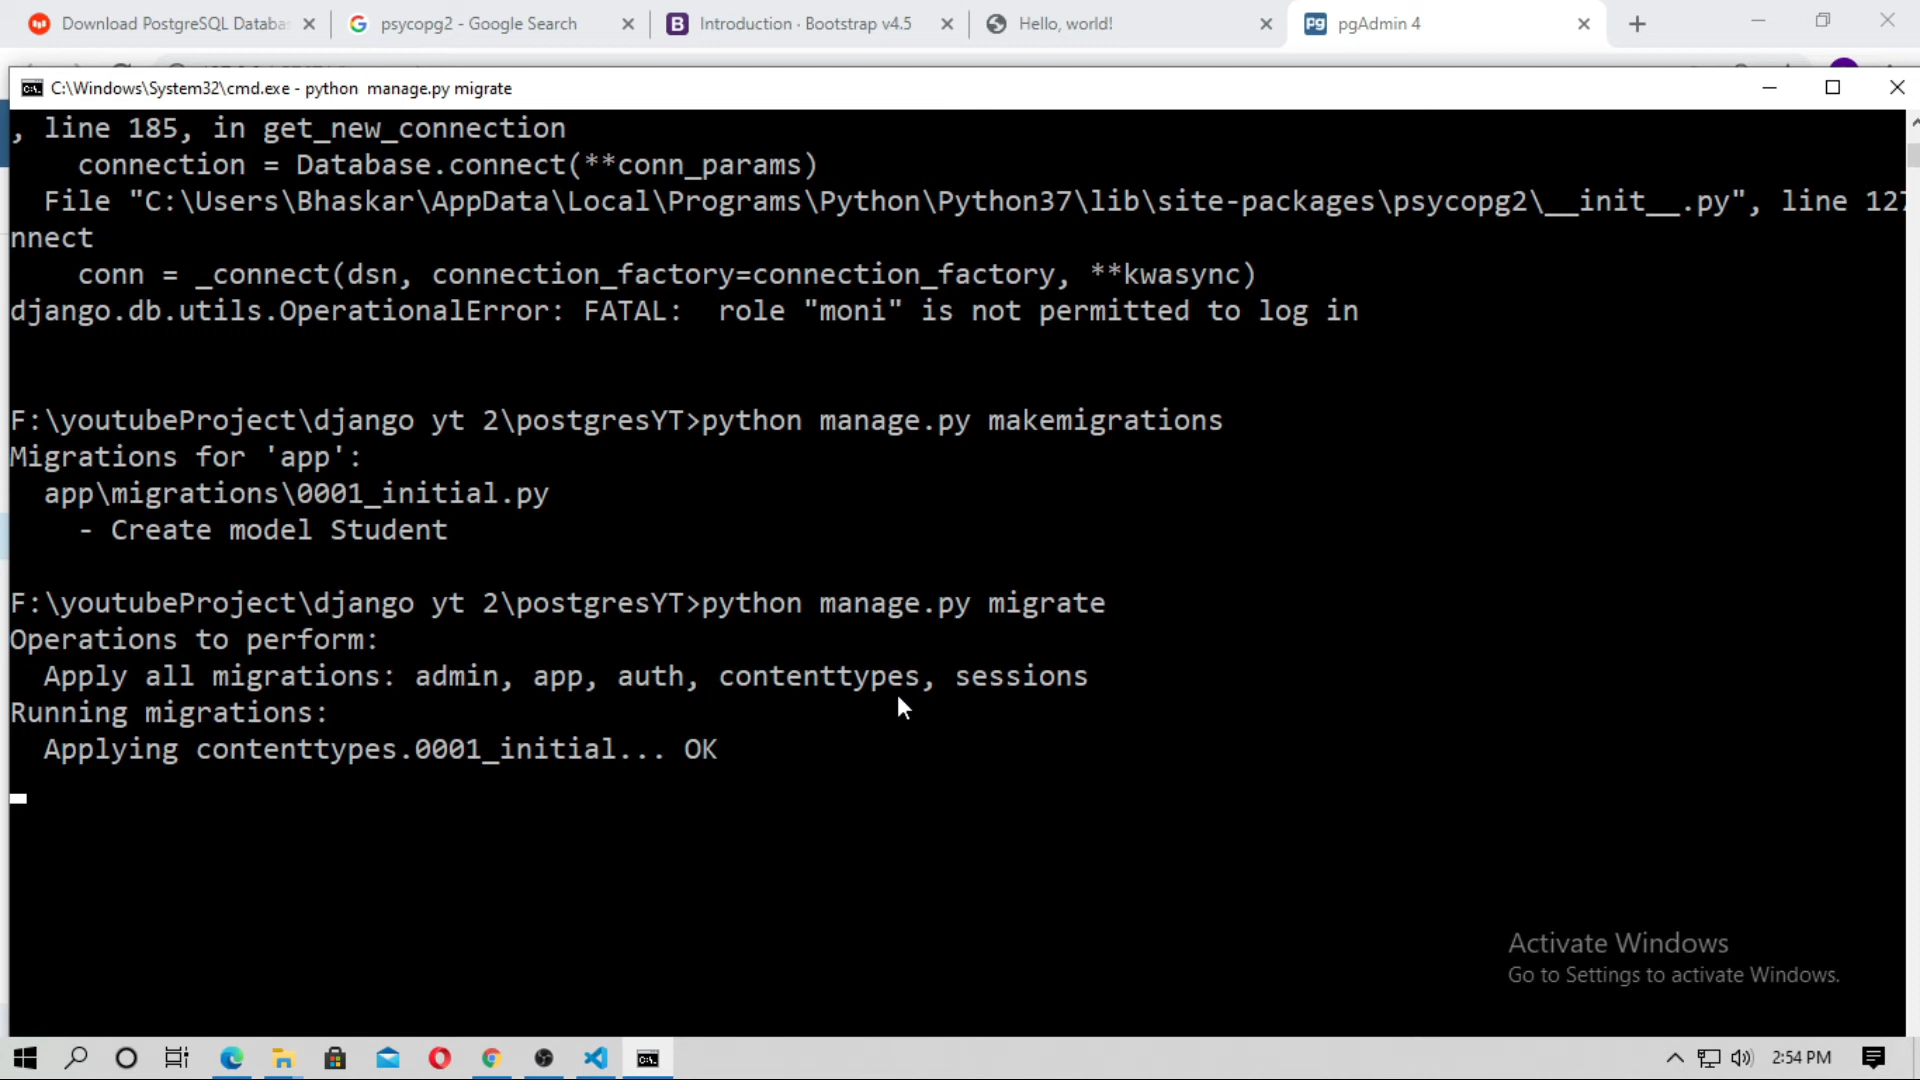 Download PostgreSQL Databas
psycopg2 - Google Search
Introduction · Bootstrap v4.5
Hello, world!
pgAdmin 4
C:\Windows\System32\cmd.exe - python  manage.py migrate
, line 185, in get_new_connection
    connection = Database.connect(**conn_params)
  File "C:\Users\Bhaskar\AppData\Local\Programs\Python\Python37\lib\site-packages\psycopg2\__init__.py", line 127
nnect
    conn = _connect(dsn, connection_factory=connection_factory, **kwasync)
django.db.utils.OperationalError: FATAL:  role "moni" is not permitted to log in
F:\youtubeProject\django yt 2\postgresYT>python manage.py makemigrations
Migrations for 'app':
  app\migrations\0001_initial.py
    - Create model Student
F:\youtubeProject\django yt 2\postgresYT>python manage.py migrate
Operations to perform:
  Apply all migrations: admin, app, auth, contenttypes, sessions
Running migrations:
  Applying contenttypes.0001_initial... OK
Activate Windows
Go to Settings to activate Windows.
2:54 PM